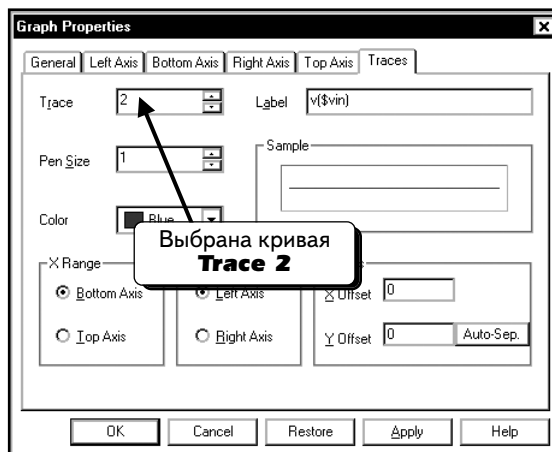 Graph Properties
General Left Axis Bottom Axis Right Axis Top Axis Traces
Trace 2 Label v($vin)
Pen Size 1 Sample
Color Blue
Выбрана кривая
Trace 2
X Range
Bottom Axis Left Axis X Offset 0
Top Axis Right Axis Y Offset 0 Auto-Sep.
OK Cancel Restore Apply Help